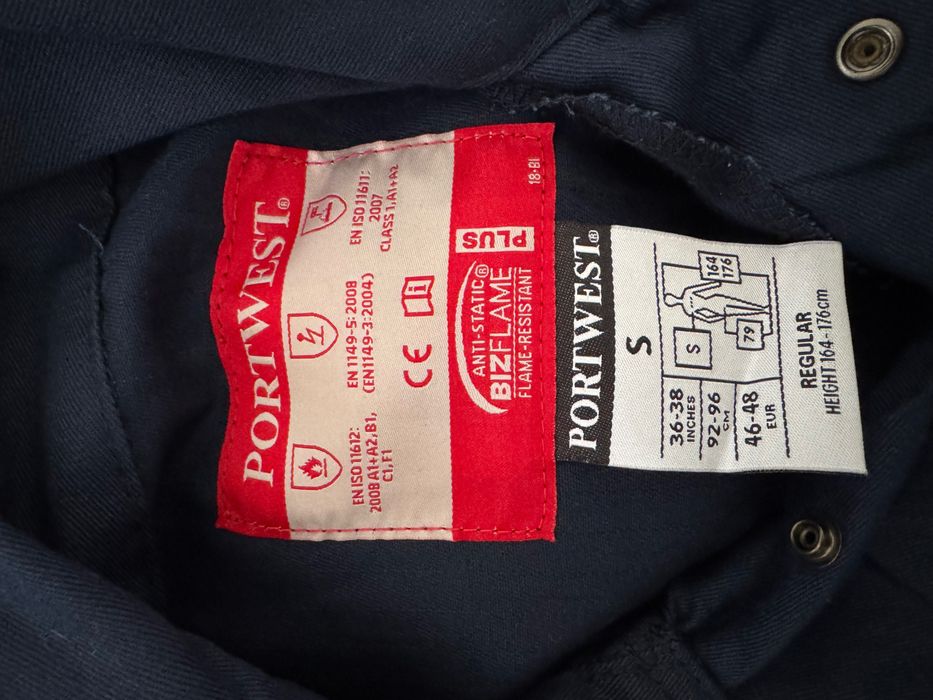 PORTWEST®
EN ISO 11612:
2008 A1+A2, B1,
C1, F1
EN 1149-5: 2008
(EN1149-3:2004)
EN ISO 11611:
2007
CLASS 1, A1+A2
CE
i
ANTI-STATIC®
BIZFLAME
PLUS
FLAME-RESISTANT
18-BI
PORTWEST®
S
36-38
INCHES
92-96
CM
46-48
EUR
S
164
176
79
REGULAR
HEIGHT 164-176cm